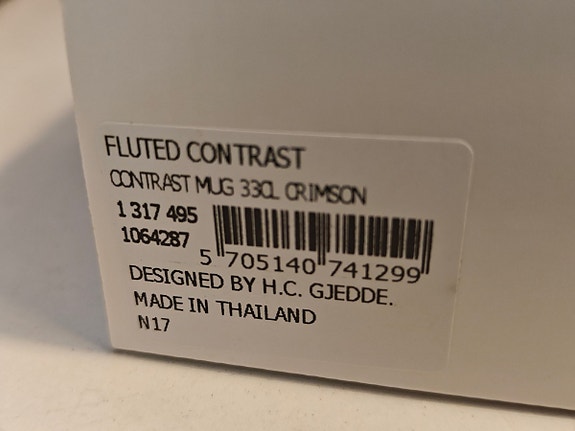 FLUTED CONTRAST
CONTRAST MUG 33CL CRIMSON
1 317 495
1064287
5 705140 741299
DESIGNED BY H.C. GJEDDE.
MADE IN THAILAND
N17